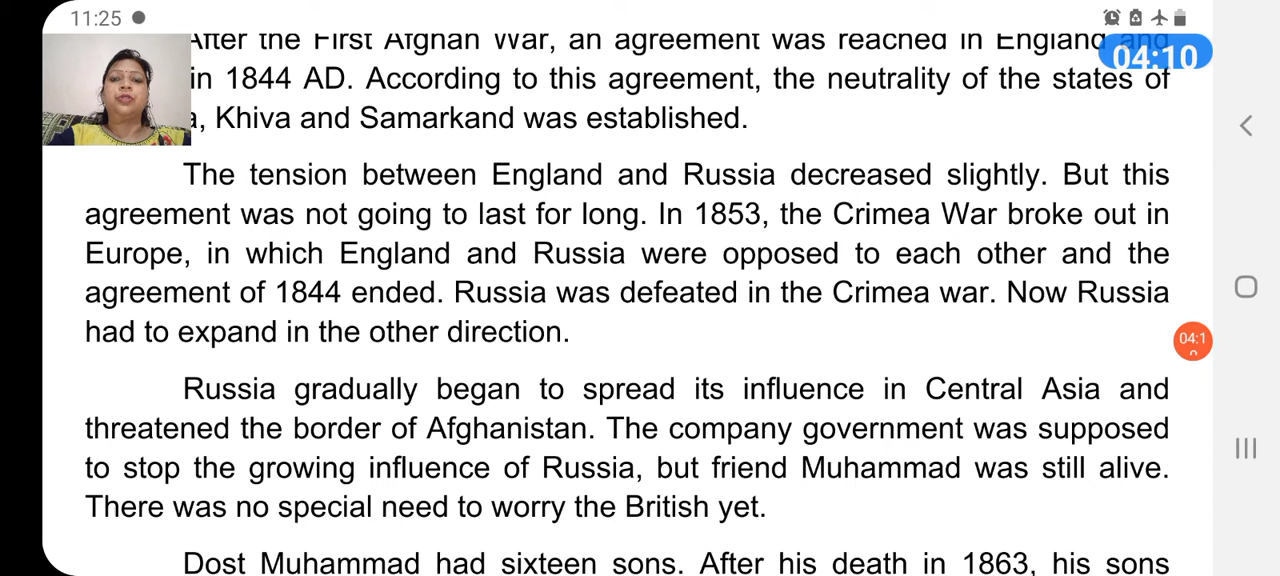 11:25
After the First Afghan War, an agreement was reached in England and
04:10
in 1844 AD. According to this agreement, the neutrality of the states of
a, Khiva and Samarkand was established.
The tension between England and Russia decreased slightly. But this
agreement was not going to last for long. In 1853, the Crimea War broke out in
Europe, in which England and Russia were opposed to each other and the
agreement of 1844 ended. Russia was defeated in the Crimea war. Now Russia
had to expand in the other direction.
04:1
0
Russia gradually began to spread its influence in Central Asia and
threatened the border of Afghanistan. The company government was supposed
to stop the growing influence of Russia, but friend Muhammad was still alive.
There was no special need to worry the British yet.
Dost Muhammad had sixteen sons. After his death in 1863, his sons